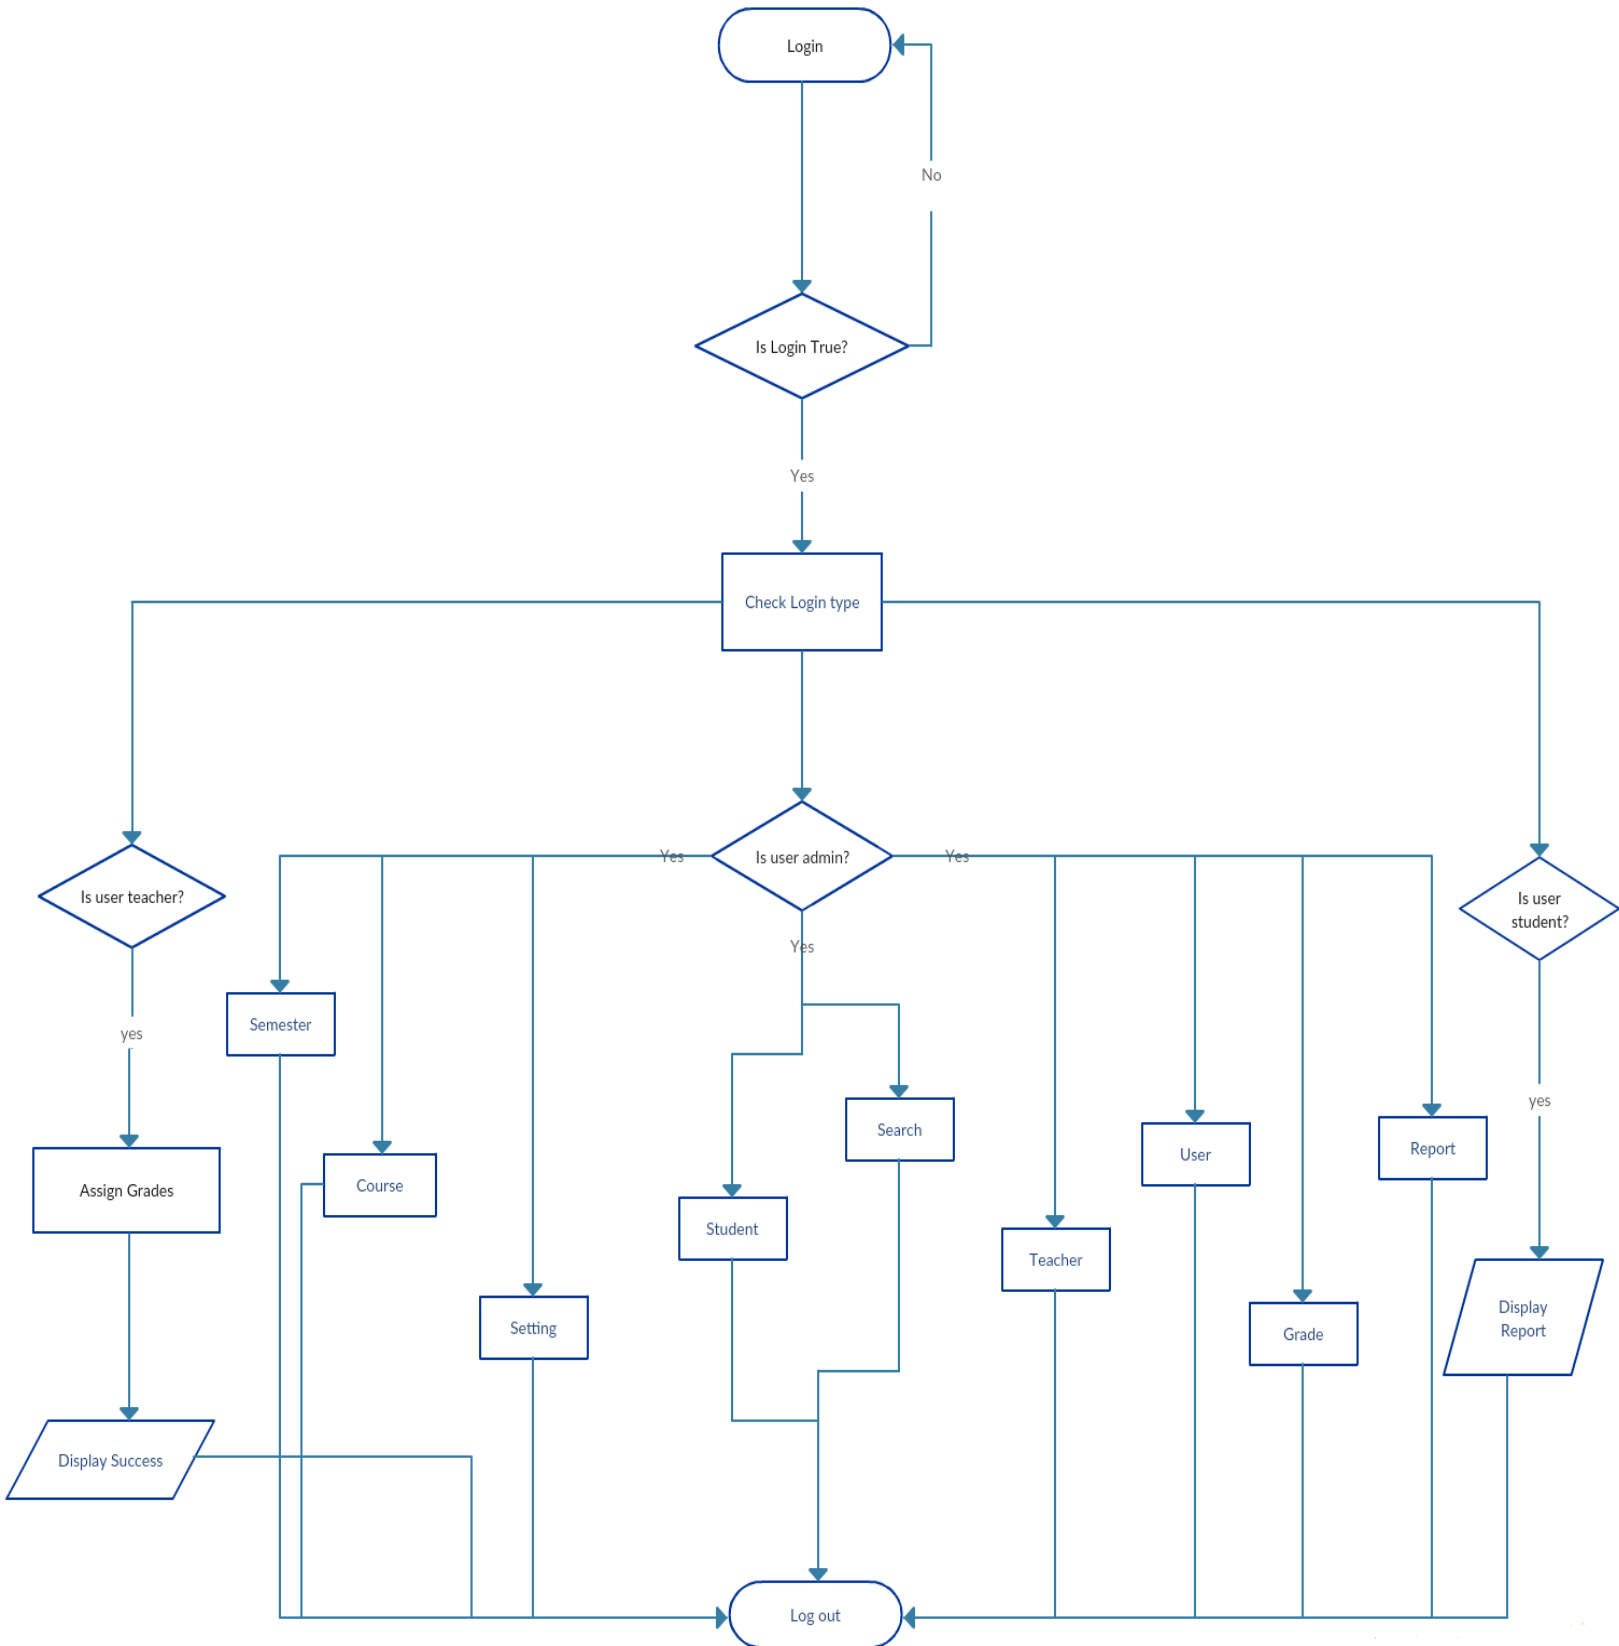 Login
No
Is Login True?
Yes
Check Login type
Yes
Is user admin?
Yes
Is user teacher?
Is user
student?
Yes
Semester
yes
yes
Search
Report
User
Course
Assign Grades
Student
Teacher
Display
Report
Setting
Grade
Display Success
Log out